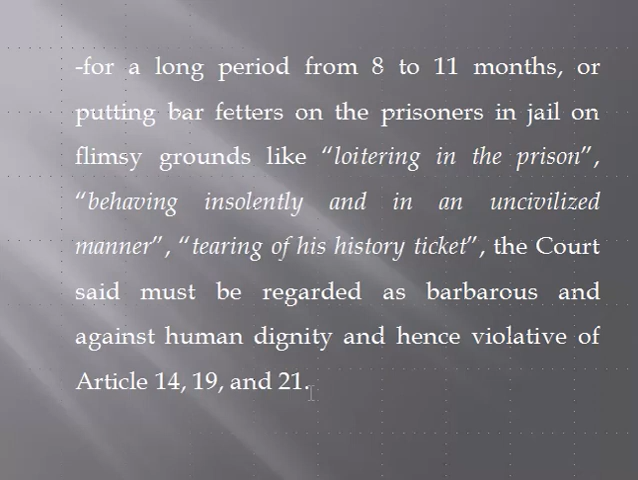 -for a long period from 8 to 11 months, or
putting bar fetters on the prisoners in jail on
flimsy grounds like “loitering in the prison”,
“behaving insolently and in an uncivilized
manner”, “tearing of his history ticket”, the Court
said must be regarded as barbarous and
against human dignity and hence violative of
Article 14, 19, and 21.